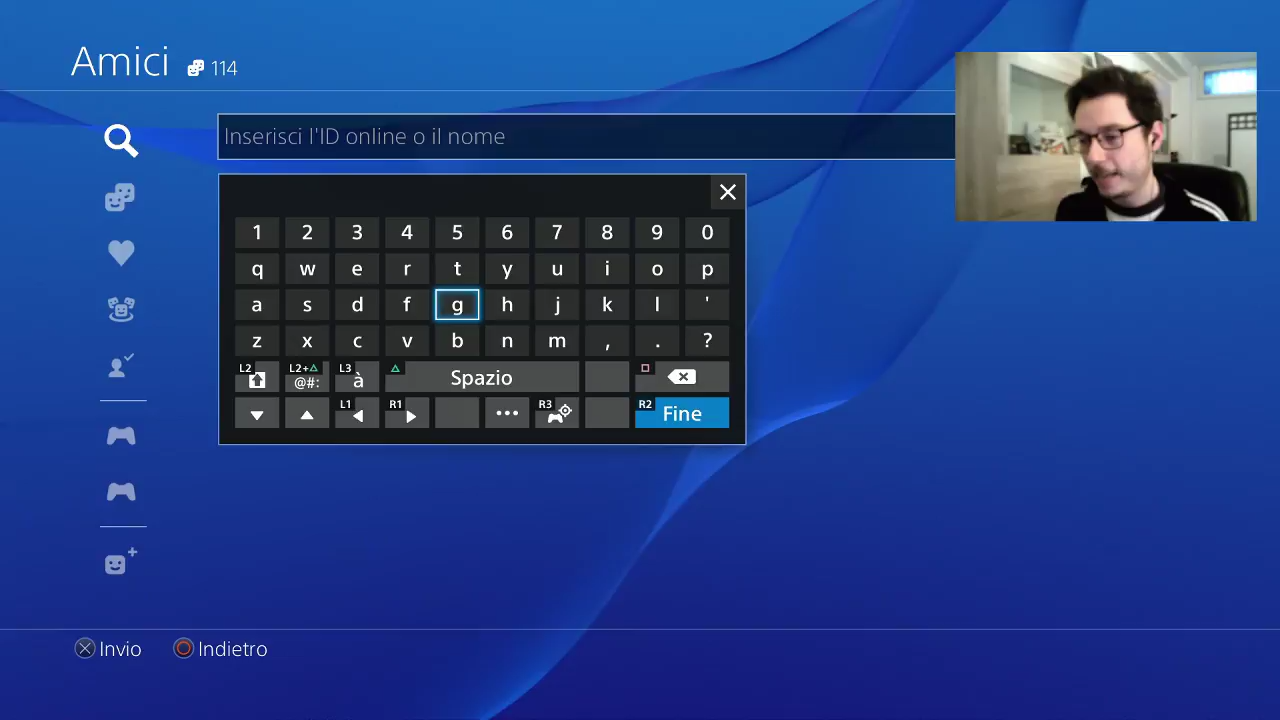 Amici 114
Inserisci l'ID online o il nome
1 2 3 4 5 6 7 8 9 0
q w e r t y u i o p
a s d f g h j k l '
z x c v b n m , . ?
L2 L2+△ @#: L3 à △ Spazio □
L1 R1 ... R3 R2 Fine
Invio Indietro